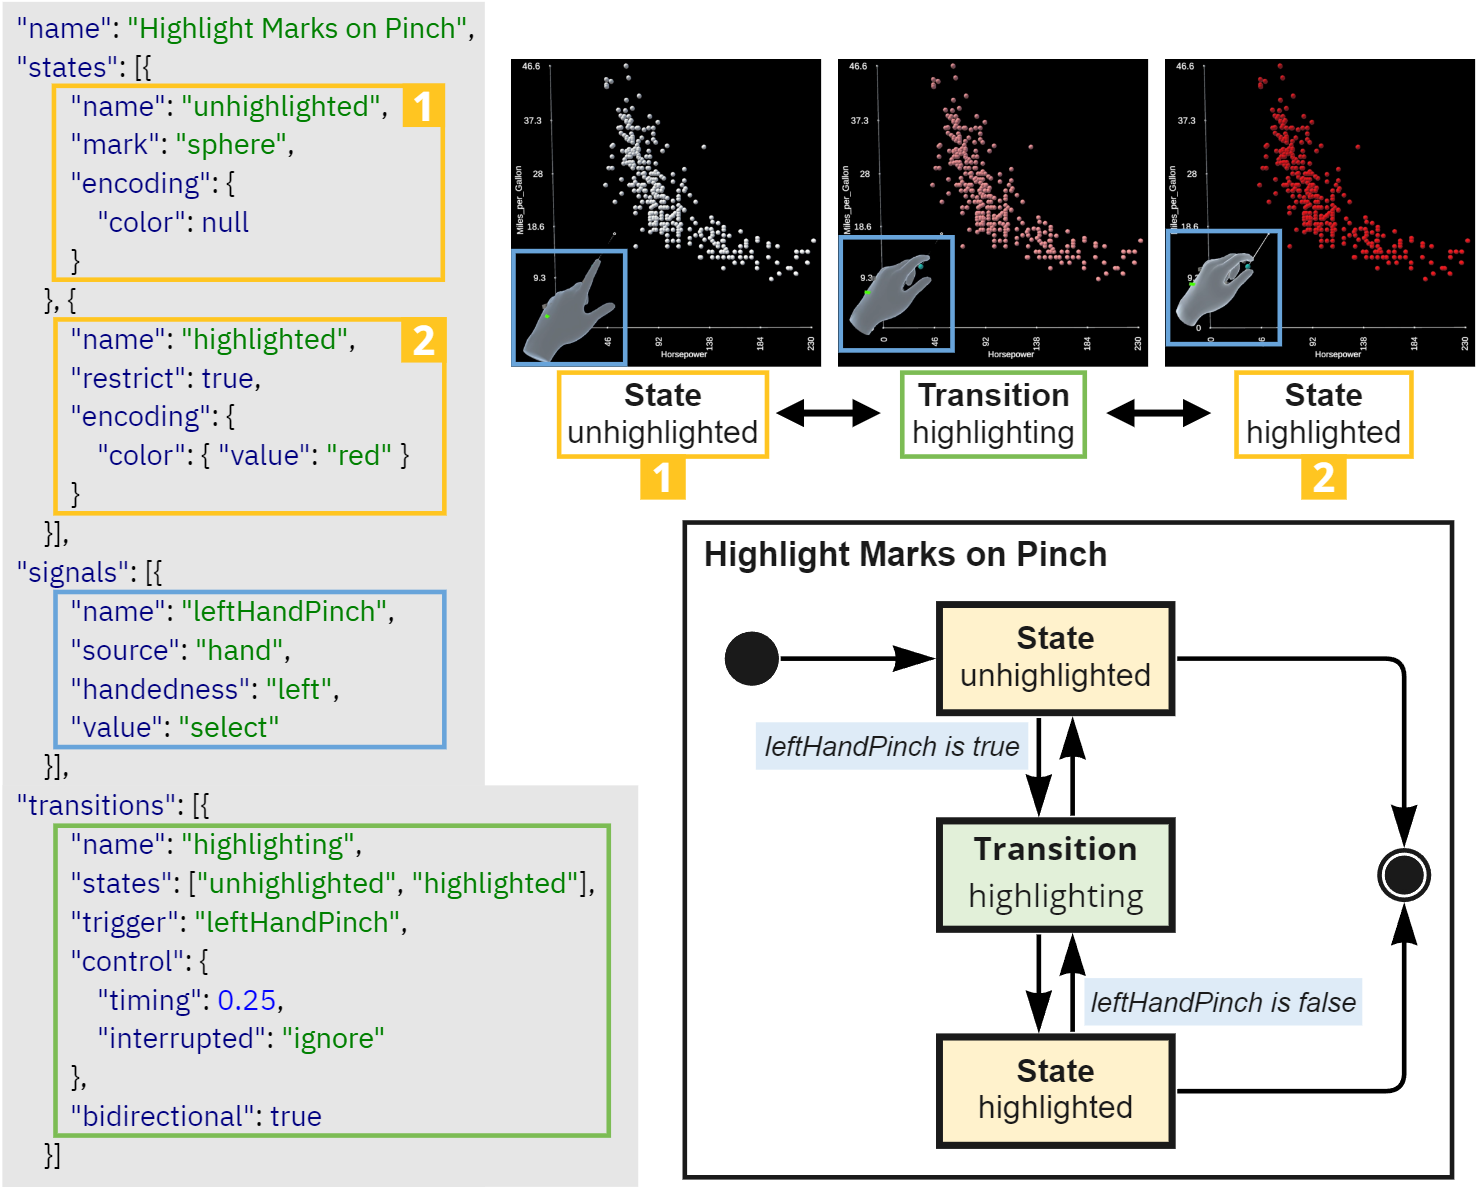 "name": "Highlight Marks on Pinch",
"states": [{
"name": "unhighlighted",
1
"mark": "sphere",
"encoding": {
"color": null
}
}, {
"name": "highlighted",
2
"restrict": true,
"encoding": {
"color": { "value": "red" }
}
}],
"signals": [{
"name": "leftHandPinch",
"source": "hand",
"handedness": "left",
"value": "select"
}],
"transitions": [{
"name": "highlighting",
"states": ["unhighlighted", "highlighted"],
"trigger": "leftHandPinch",
"control": {
"timing": 0.25,
"interrupted": "ignore"
},
"bidirectional": true
}]
46.6
37.3
28
18.6
9.3
Miles_per_Gallon
46
92
138
184
230
Horsepower
46.6
37.3
28
18.6
9.3
Miles_per_Gallon
0
46
92
138
184
230
Horsepower
46.6
37.3
28
18.6
Miles_per_Gallon
0
92
138
184
230
Horsepower
State
unhighlighted
1
Transition
highlighting
State
highlighted
2
Highlight Marks on Pinch
State
unhighlighted
leftHandPinch is true
Transition
highlighting
leftHandPinch is false
State
highlighted